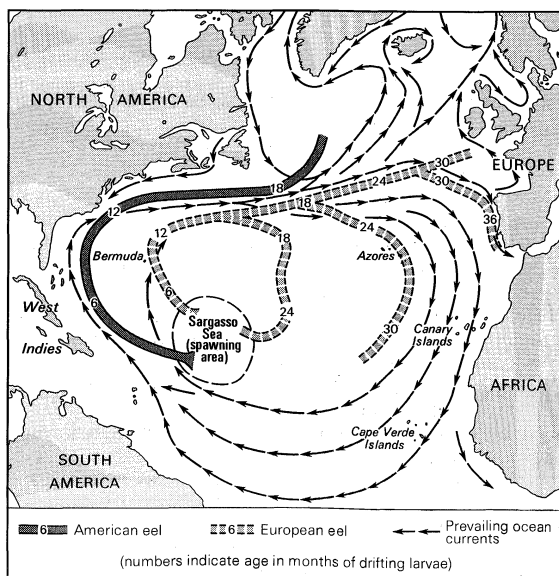 NORTH AMERICA
EUROPE
18
30
24
30
18
12
12
24
36
18
Bermuda
Azores
6
6
24
30
West
Indies
Sargasso
Sea
(spawning
area)
Canary
Islands
AFRICA
Cape Verde
Islands
SOUTH
AMERICA
6 American eel
6 European eel
Prevailing ocean
currents
(numbers indicate age in months of drifting larvae)